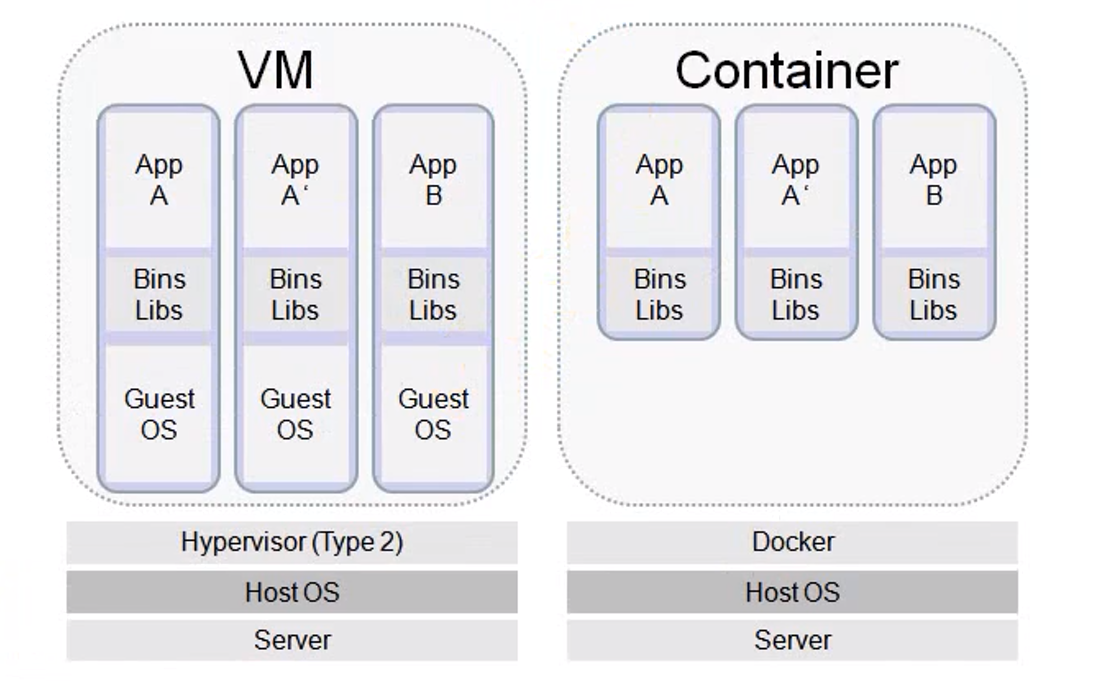 VM
App
A
App
A‘
App
B
Bins
Libs
Bins
Libs
Bins
Libs
Guest
OS
Guest
OS
Guest
OS
Hypervisor (Type 2)
Host OS
Server
Container
App
A
App
A‘
App
B
Bins
Libs
Bins
Libs
Bins
Libs
Docker
Host OS
Server